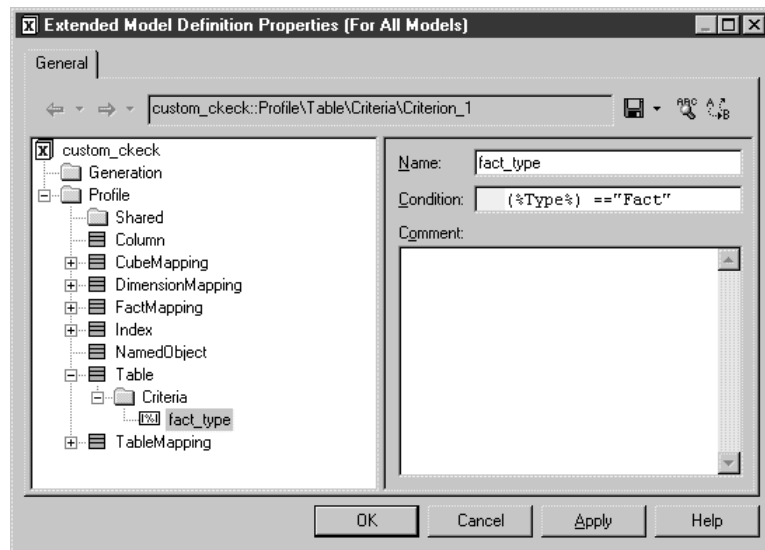 Extended Model Definition Properties (For All Models)
General
custom_ckeck::Profile\Table\Criteria\Criterion_1
custom_ckeck
Generation
Profile
Shared
Column
CubeMapping
DimensionMapping
FactMapping
Index
NamedObject
Table
Criteria
fact_type
TableMapping
Name: fact_type
Condition: (%Type%) =="Fact"
Comment:
OK Cancel Apply Help